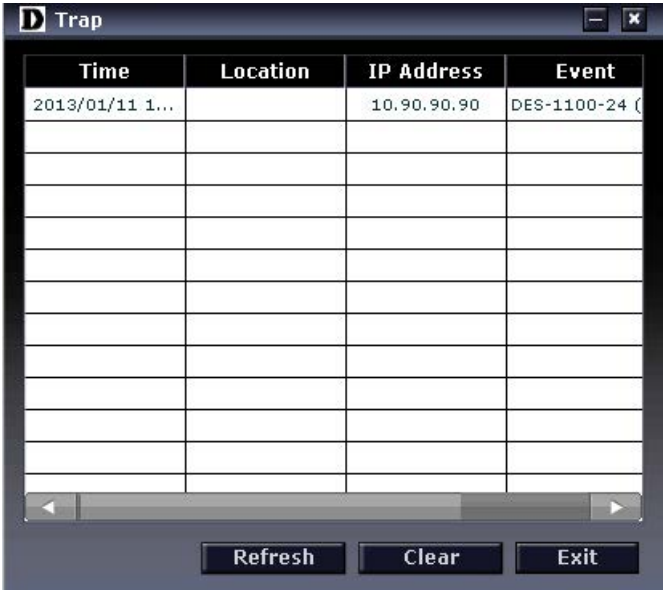 D Trap
Time Location IP Address Event
2013/01/11 1... 10.90.90.90 DES-1100-24 (
Refresh Clear Exit